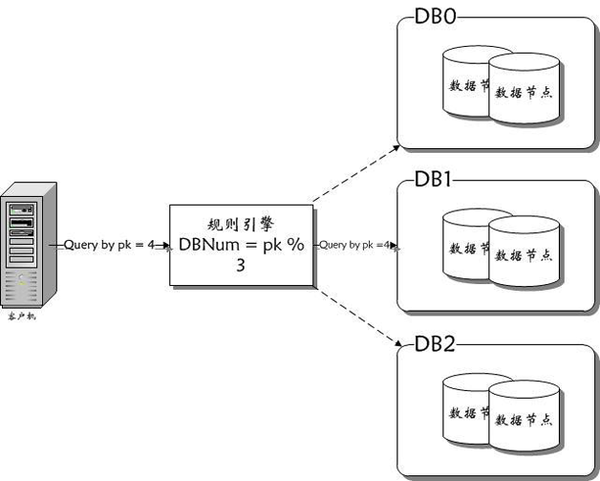 DB0
数据节
数据节点
DB1
数据节
数据节点
DB2
数据节
数据节点
规则引擎
DBNum = pk %
3
Query by pk = 4
Query by pk =4
客户机